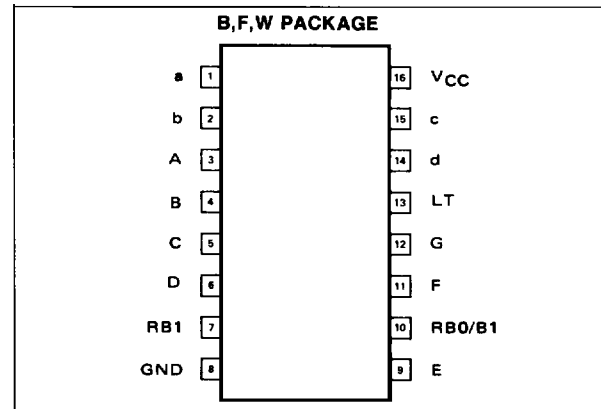 B,F,W PACKAGE
a 1 16 VCC
b 2 15 c
A 3 14 d
B 4 13 LT
C 5 12 G
D 6 11 F
RB1 7 10 RB0/B1
GND 8 9 E